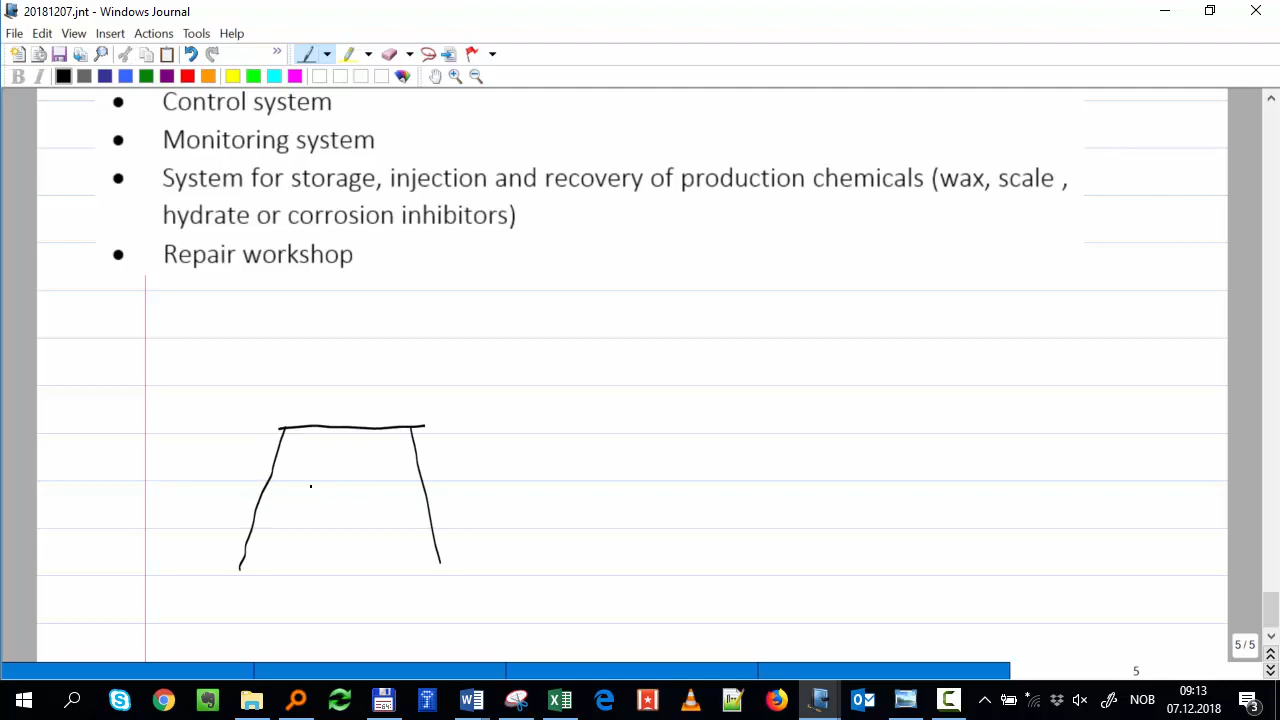 20181207.jnt - Windows Journal
File Edit View Insert Actions Tools Help
B I
• Control system
• Monitoring system
• System for storage, injection and recovery of production chemicals (wax, scale ,
hydrate or corrosion inhibitors)
• Repair workshop
5 / 5
5
NOB
09:13
07.12.2018
3